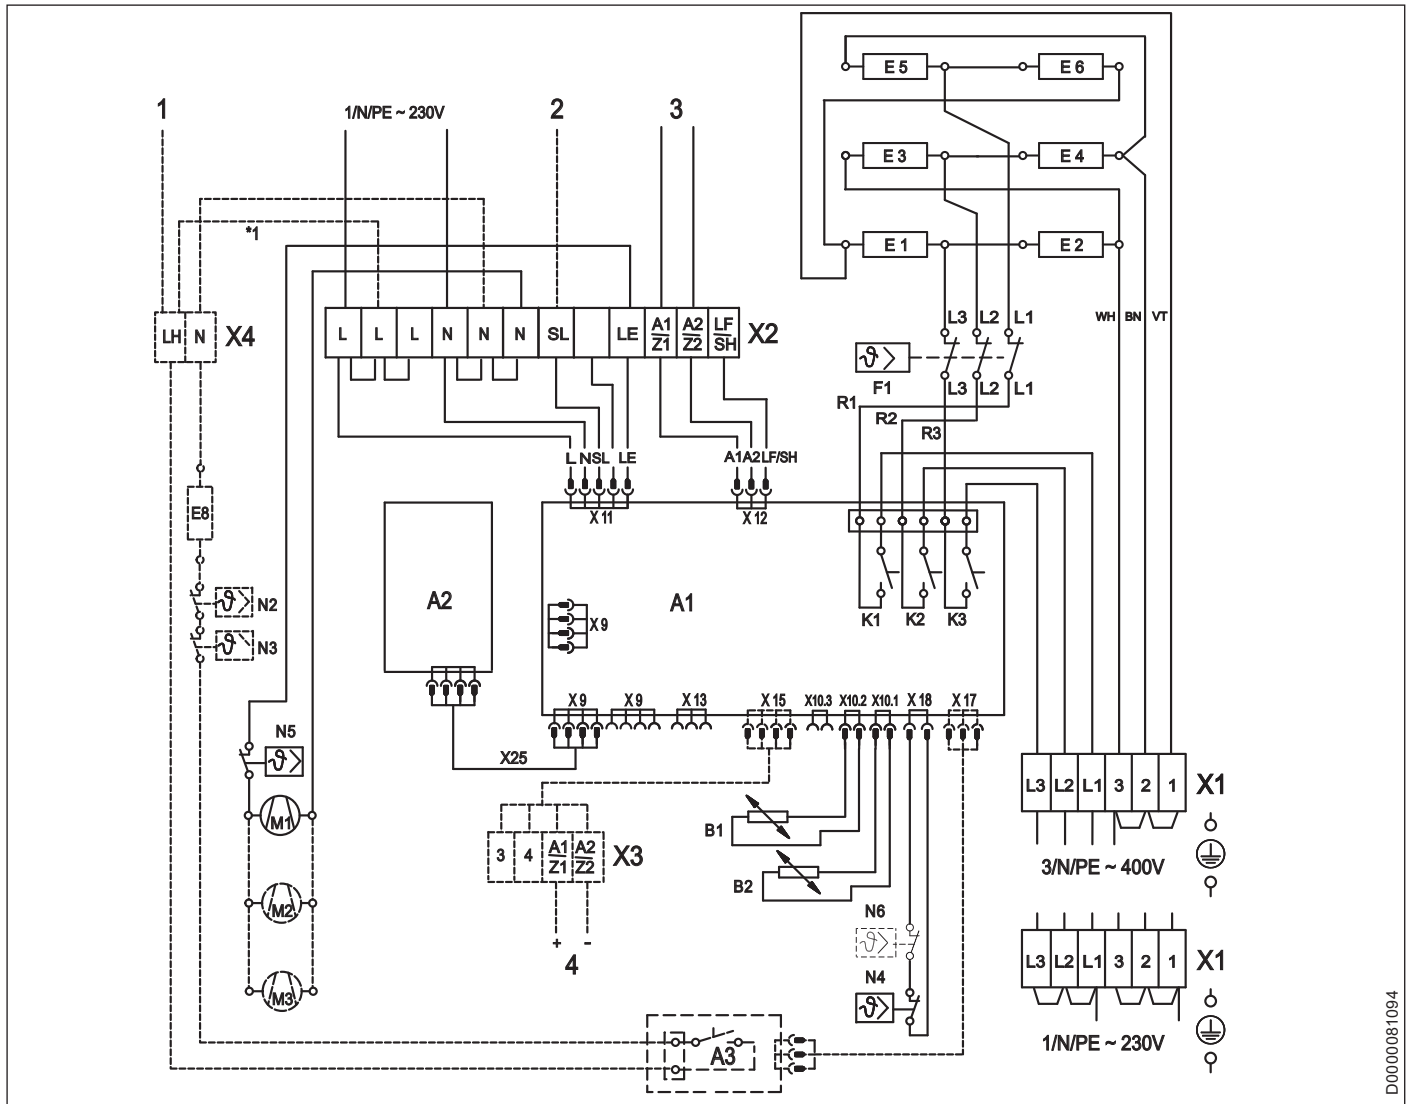 E 5 E 6
1 1/N/PE ~ 230V 2 3
E 3 E 4
*1
E 1 E 2
L3 L2 L1 WH BN VT
LH N X4 L L L N N N SL LE A1/Z1 A2/Z2 LF/SH X2
F1 L3 L2 L1
R1
R2
R3
L N SL LE A1 A2 LF/SH
X 11 X 12
E8
A2 A1
N2
X 9
K1 K2 K3
N3
X 9 X 9 X 13 X 15 X10.3 X10.2 X10.1 X 18 X 17
N5
X25
L3 L2 L1 3 2 1 X1
M1
B1
3 4 A1/Z1 A2/Z2 X3
3/N/PE ~ 400V
B2
M2
N6
+ -
4
L3 L2 L1 3 2 1 X1
N4
M3
A3
1/N/PE ~ 230V
D0000081094